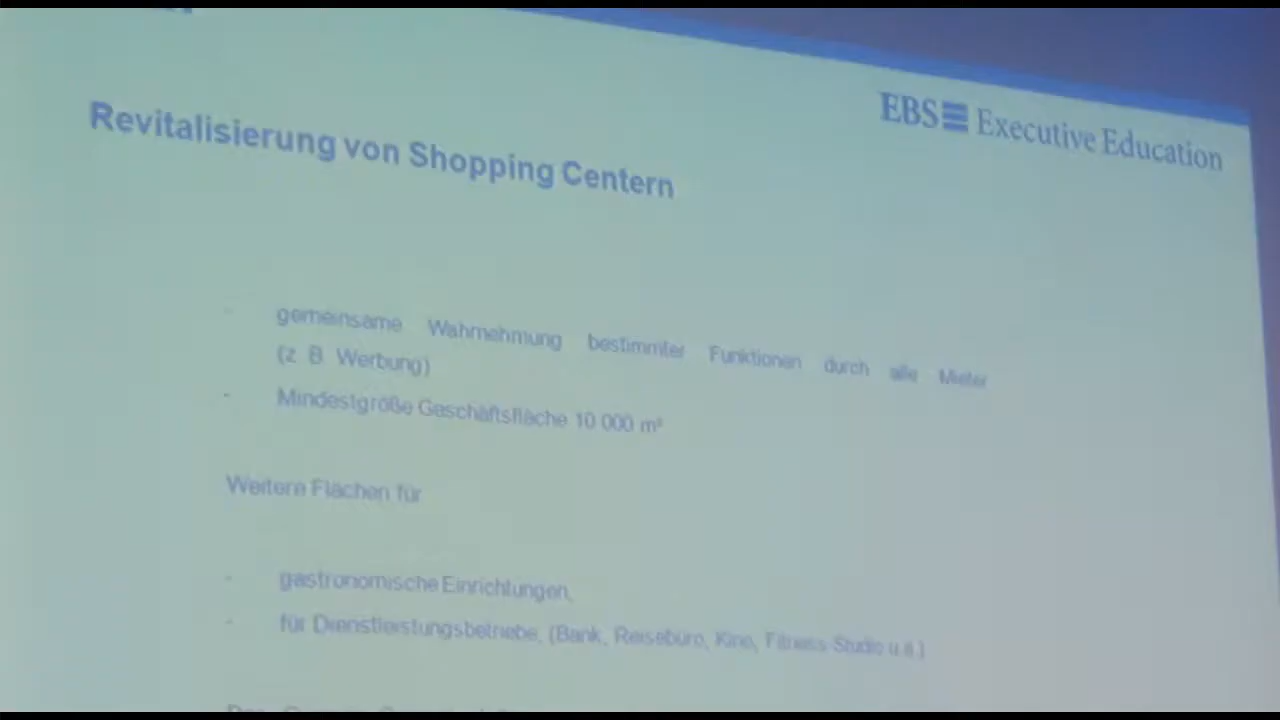 EBS Executive Education
Revitalisierung von Shopping Centern
- gemeinsame Wahrnehmung bestimmter Funktionen durch alle Mieter
(z. B. Werbung)
- Mindestgröße Geschäftsfläche 10 000 m²
Weitere Flächen für
- gastronomische Einrichtungen,
- für Dienstleistungsbetriebe, (Bank, Reisebüro, Kino, Fitness Studio u.ä.)